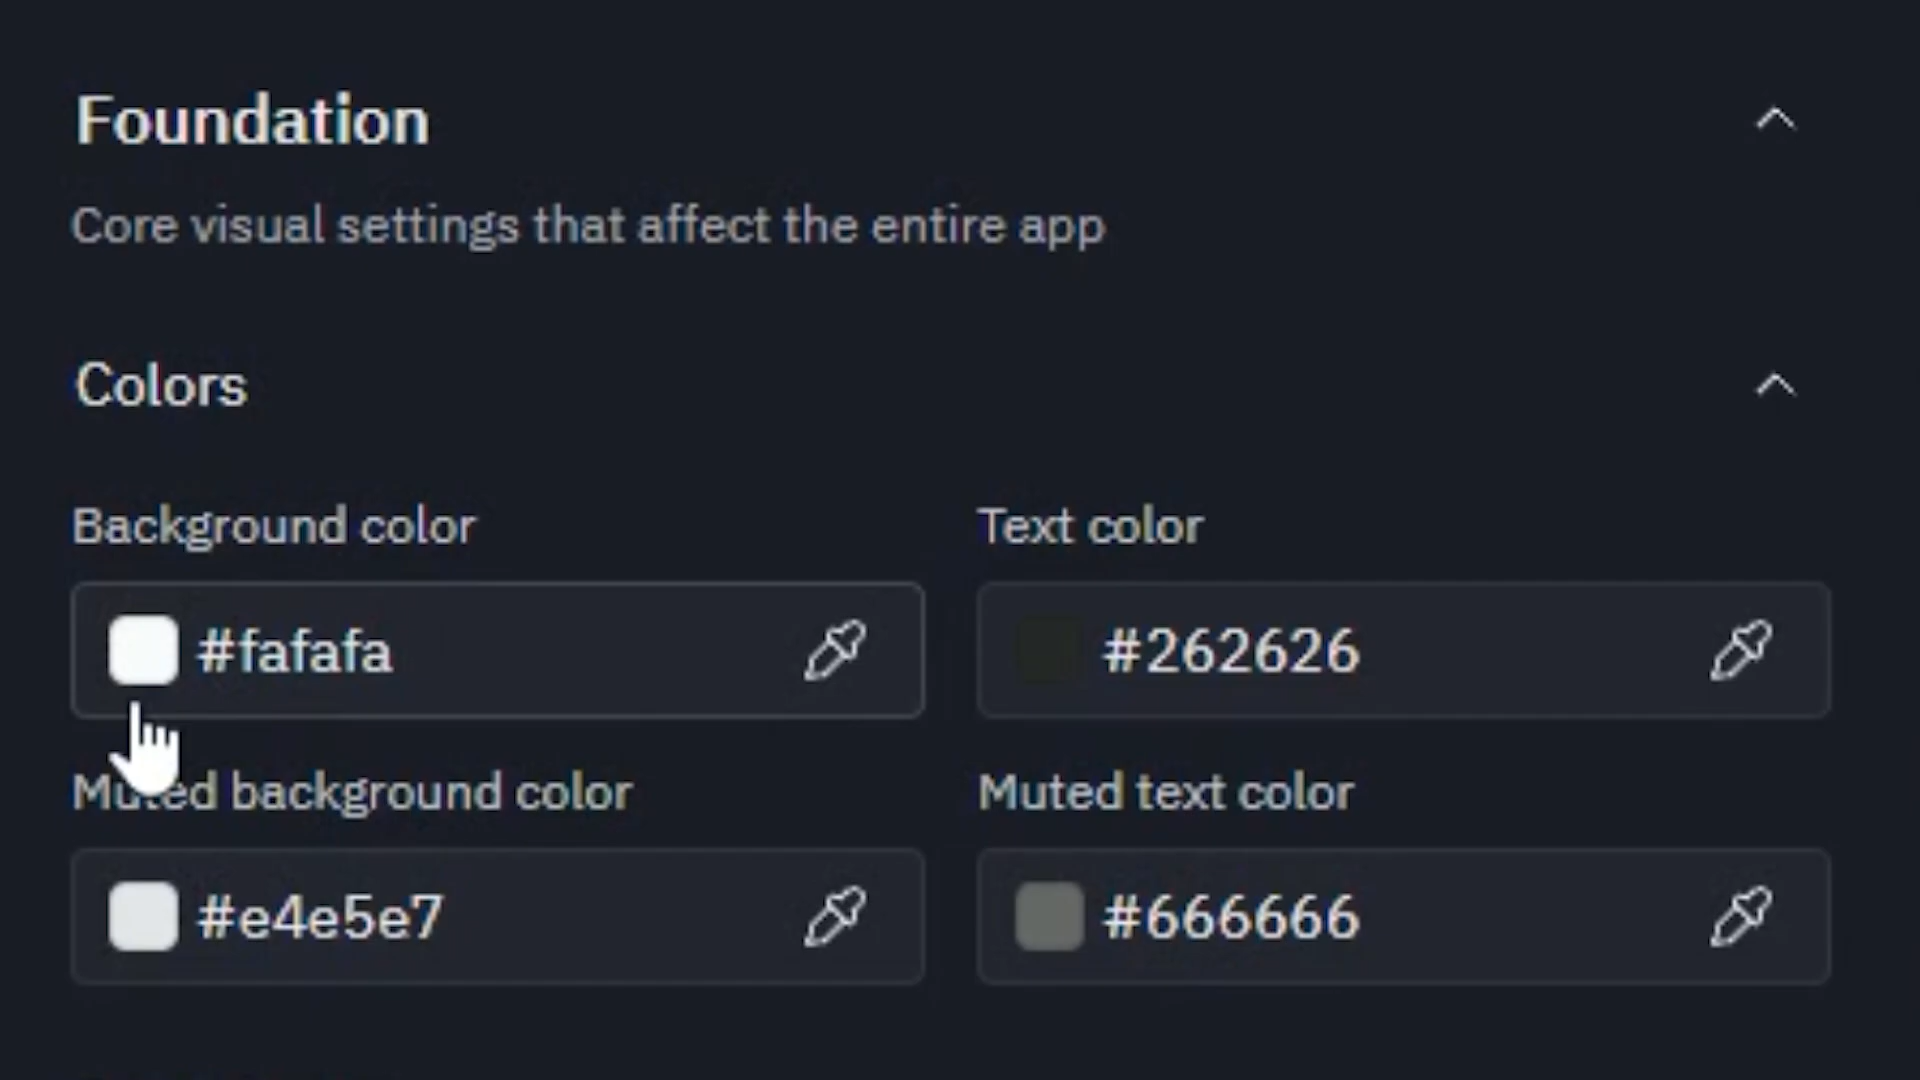 Foundation
Core visual settings that affect the entire app
Colors
Background color
Text color
#fafafa
#262626
Muted background color
Muted text color
#e4e5e7
#666666